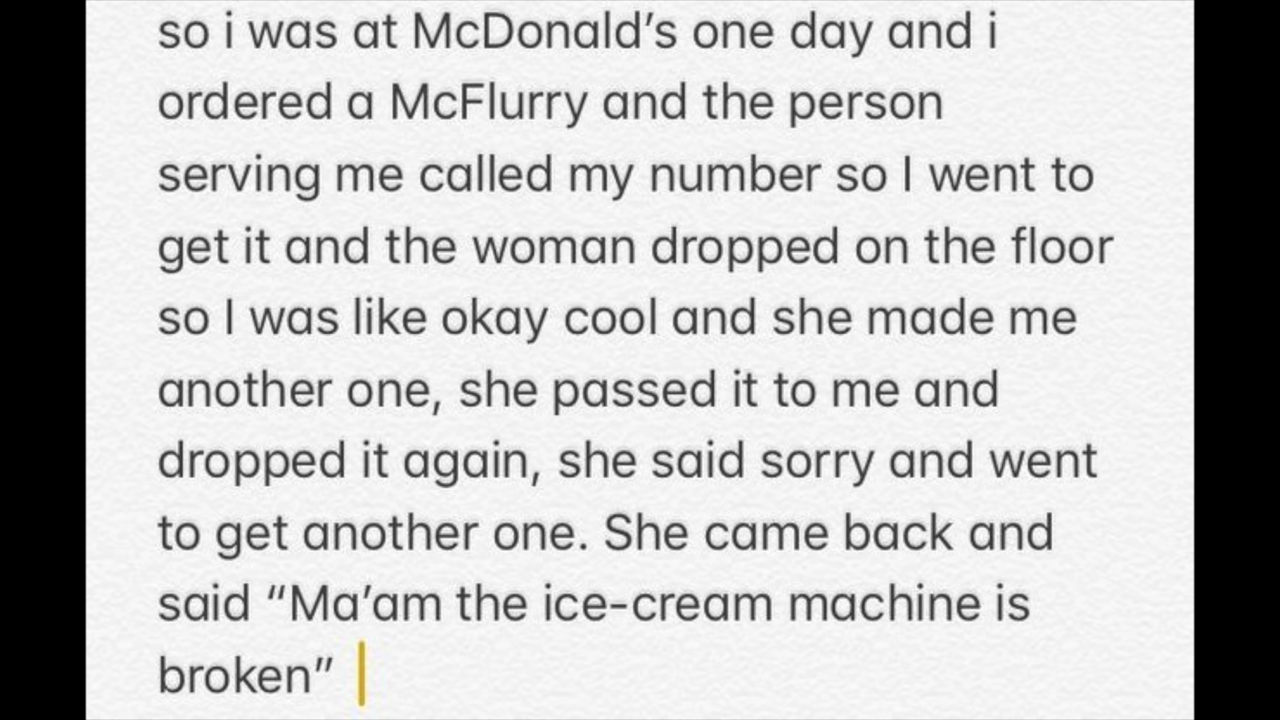 so i was at McDonald’s one day and i
ordered a McFlurry and the person
serving me called my number so I went to
get it and the woman dropped on the floor
so I was like okay cool and she made me
another one, she passed it to me and
dropped it again, she said sorry and went
to get another one. She came back and
said “Ma’am the ice-cream machine is
broken”